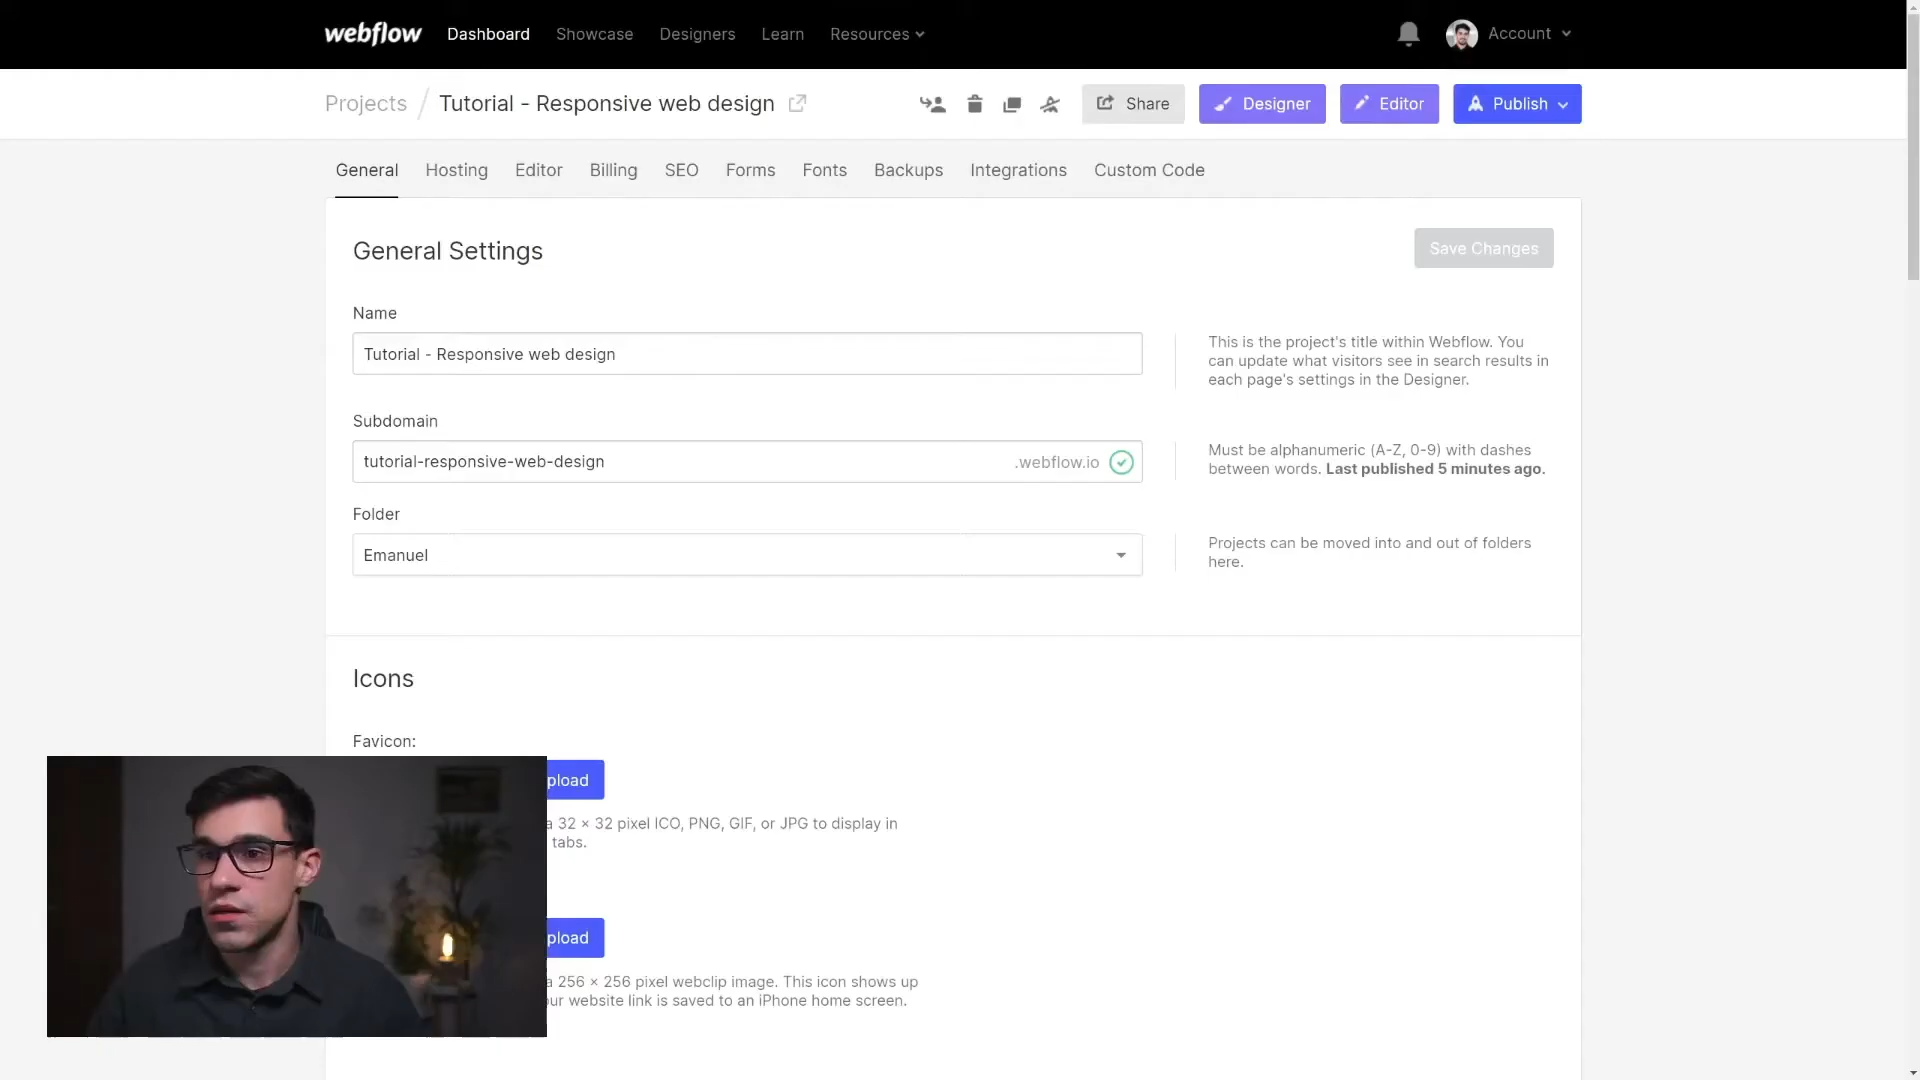 webflow Dashboard Showcase Designers Learn Resources Account
Projects / Tutorial - Responsive web design Share Designer Editor Publish
General Hosting Editor Billing SEO Forms Fonts Backups Integrations Custom Code
General Settings
Save Changes
Name
Tutorial - Responsive web design
This is the project's title within Webflow. You
can update what visitors see in search results in
each page's settings in the Designer.
Subdomain
tutorial-responsive-web-design .webflow.io
Must be alphanumeric (A-Z, 0-9) with dashes
between words. Last published 5 minutes ago.
Folder
Emanuel
Projects can be moved into and out of folders
here.
Icons
Favicon:
pload
a 32 × 32 pixel ICO, PNG, GIF, or JPG to display in
tabs.
pload
a 256 × 256 pixel webclip image. This icon shows up
our website link is saved to an iPhone home screen.